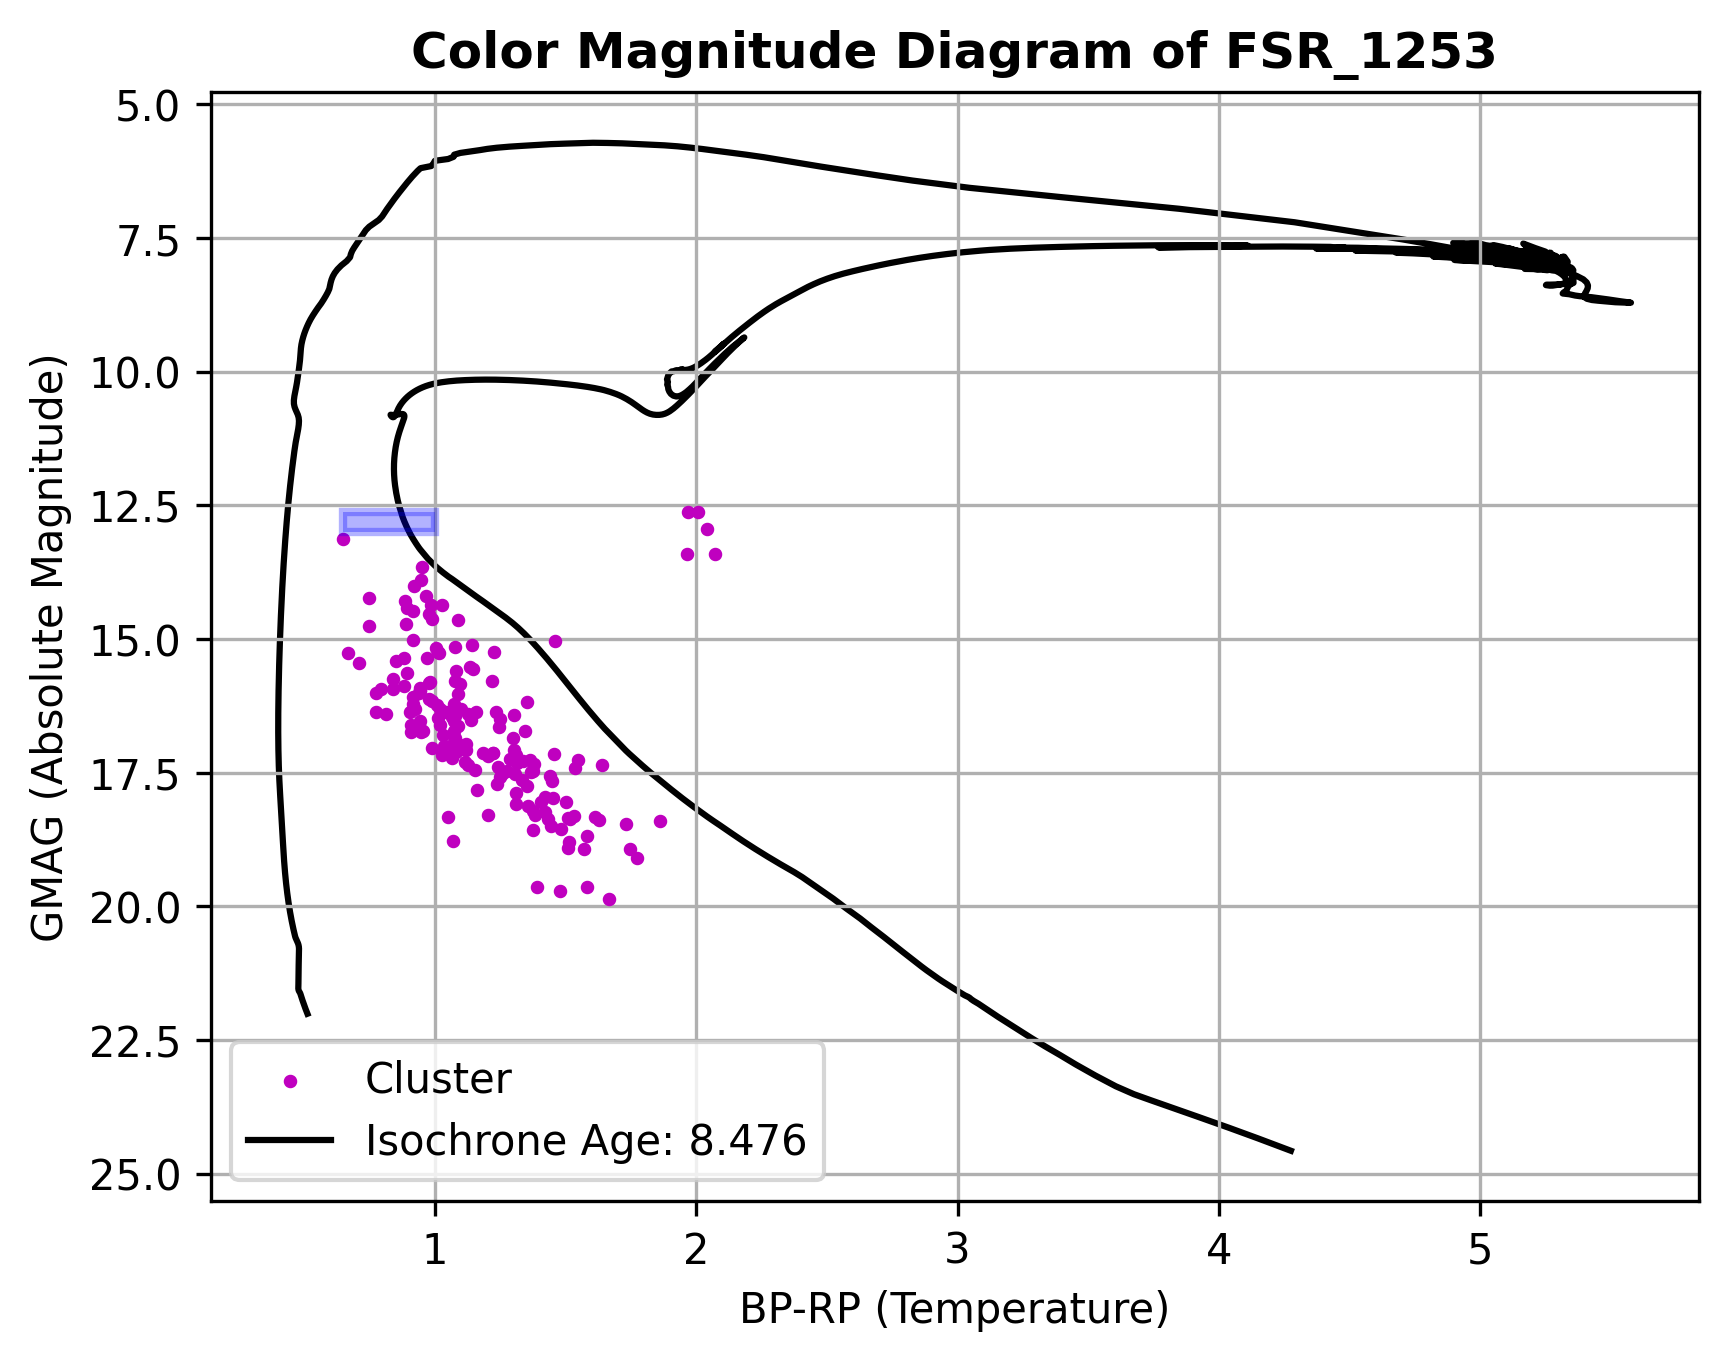 Color Magnitude Diagram of FSR_1253
GMAG (Absolute Magnitude)
5.0
7.5
10.0
12.5
15.0
17.5
20.0
22.5
25.0
Cluster
Isochrone Age: 8.476
1 2 3 4 5
BP-RP (Temperature)